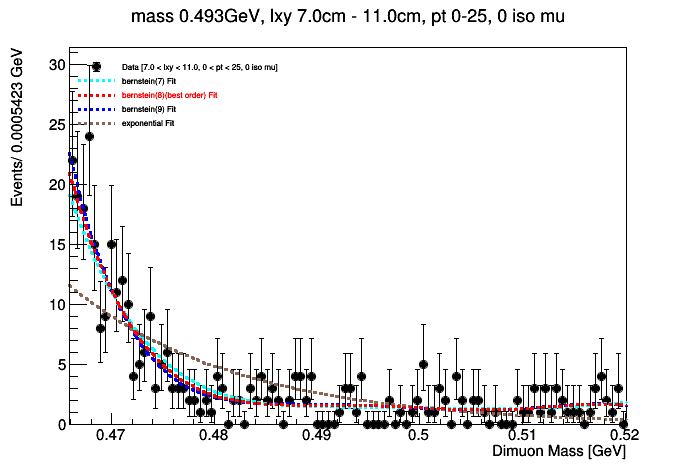 mass 0.493GeV, lxy 7.0cm - 11.0cm, pt 0-25, 0 iso mu
Events/ 0.0005423 GeV
30
25
20
15
10
5
0
Data [7.0 < lxy < 11.0, 0 < pt < 25, 0 iso mu]
bernstein(7) Fit
bernstein(8)(best order) Fit
bernstein(9) Fit
exponential Fit
0.47 0.48 0.49 0.5 0.51 0.52
Dimuon Mass [GeV]